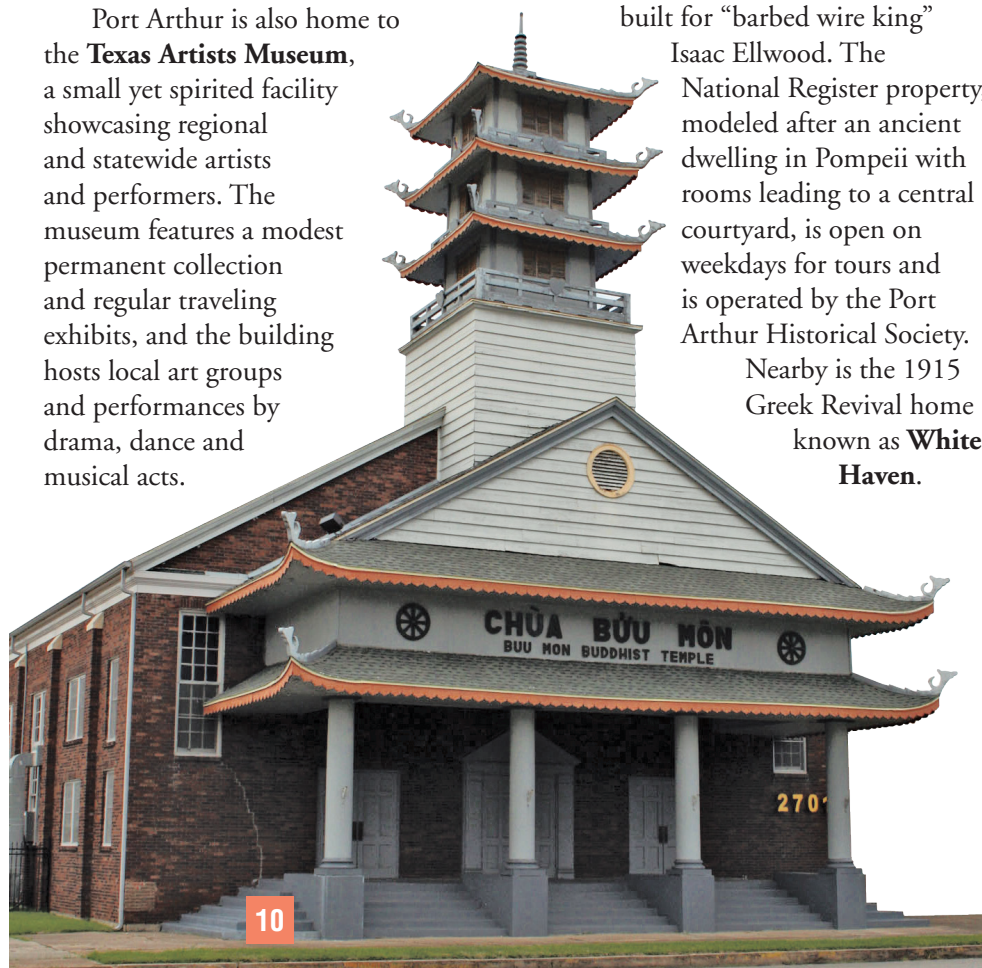 Port Arthur is also home to
the Texas Artists Museum,
a small yet spirited facility
showcasing regional
and statewide artists
and performers. The
museum features a modest
permanent collection
and regular traveling
exhibits, and the building
hosts local art groups
and performances by
drama, dance and
musical acts.
built for “barbed wire king”
Isaac Ellwood. The
National Register property,
modeled after an ancient
dwelling in Pompeii with
rooms leading to a central
courtyard, is open on
weekdays for tours and
is operated by the Port
Arthur Historical Society.
Nearby is the 1915
Greek Revival home
known as White
Haven.
CHÙA BỬU MÔN
BUU MON BUDDHIST TEMPLE
2701
10